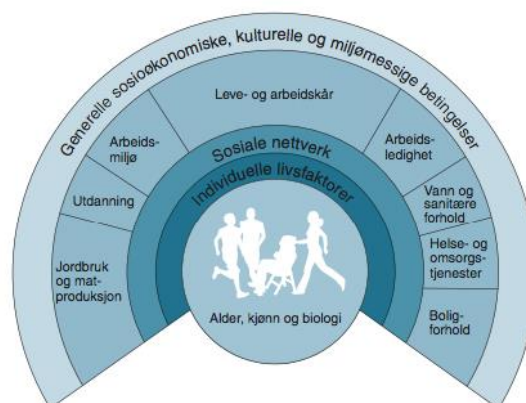 Generelle sosioøkonomiske, kulturelle og miljømessige betingelser
Leve- og arbeidskår
Arbeids-
miljø
Utdanning
Jordbruk
og mat-
produksjon
Arbeids-
ledighet
Vann og
sanitære
forhold
Helse- og
omsorgs-
tjenester
Bolig-
forhold
Sosiale nettverk
Individuelle livsfaktorer
Alder, kjønn og biologi